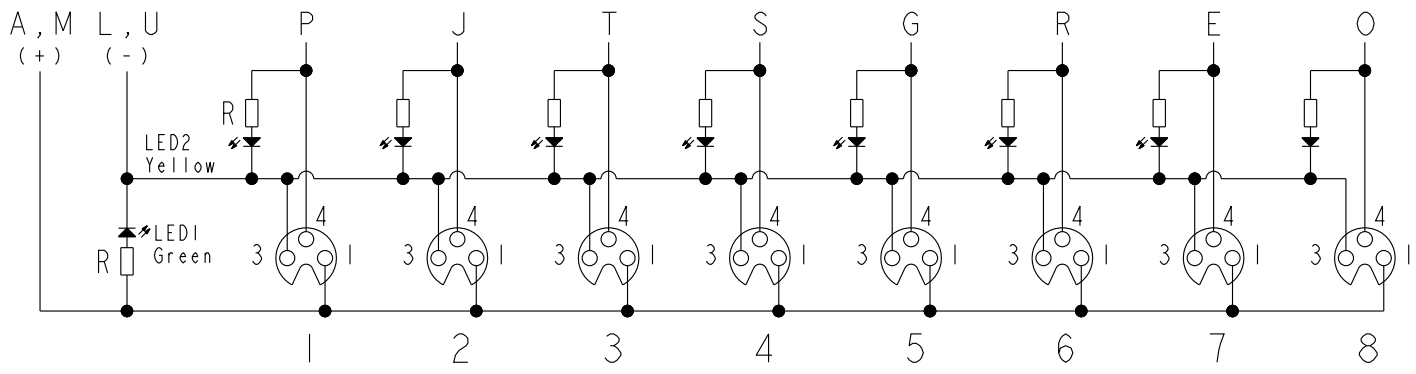 A,M L,U P J T S G R E O
(+) (-)
R
LED2
Yellow
4 4 4 4 4 4 4 4
LED1
Green
R
3 1 3 1 3 1 3 1 3 1 3 1 3 1 3 1
1 2 3 4 5 6 7 8